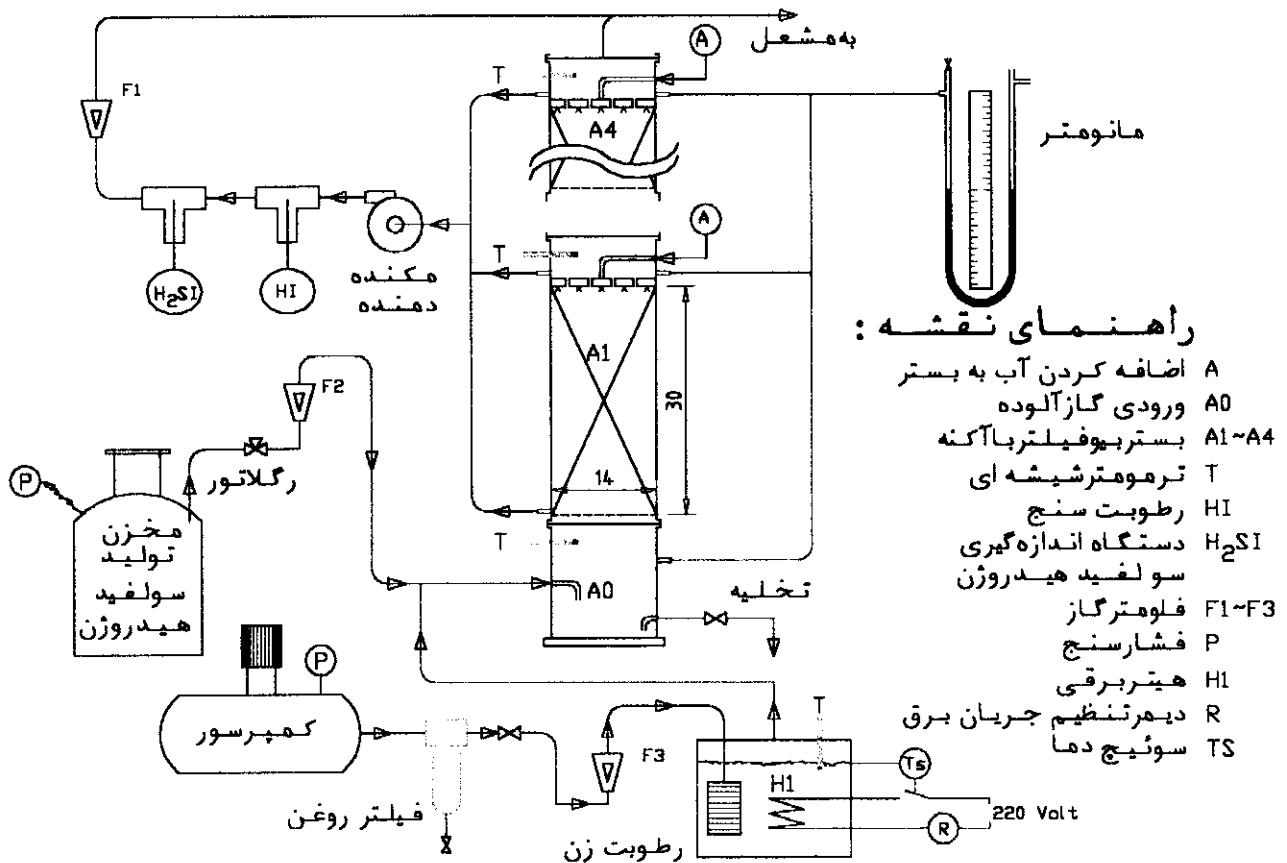 به مشعل
A
T
F1
A4
مانومتر
A
T
H2SI
HI
مکنده
دمنده
A1
30
14
F2
رگلاتور
P
مخزن
تولید
سولفید
هیدروژن
T
A0
تخلیه
P
کمپرسور
F3
فیلتر روغن
رطوبت زن
T
H1
Ts
R
220 Volt
راهنمای نقشه :
A اضافه کردن آب به بستر
A0 ورودی گازآلوده
A1~A4 بستربیوفیلترباآکنه
T ترمومترشیشه ای
HI رطوبت سنج
H2SI دستگاه اندازه‌گیری
سولفید هیدروژن
F1~F3 فلومترگاز
P فشارسنج
H1 هیتربرقی
R دیمرتنظیم جریان برق
TS سوئیچ دما